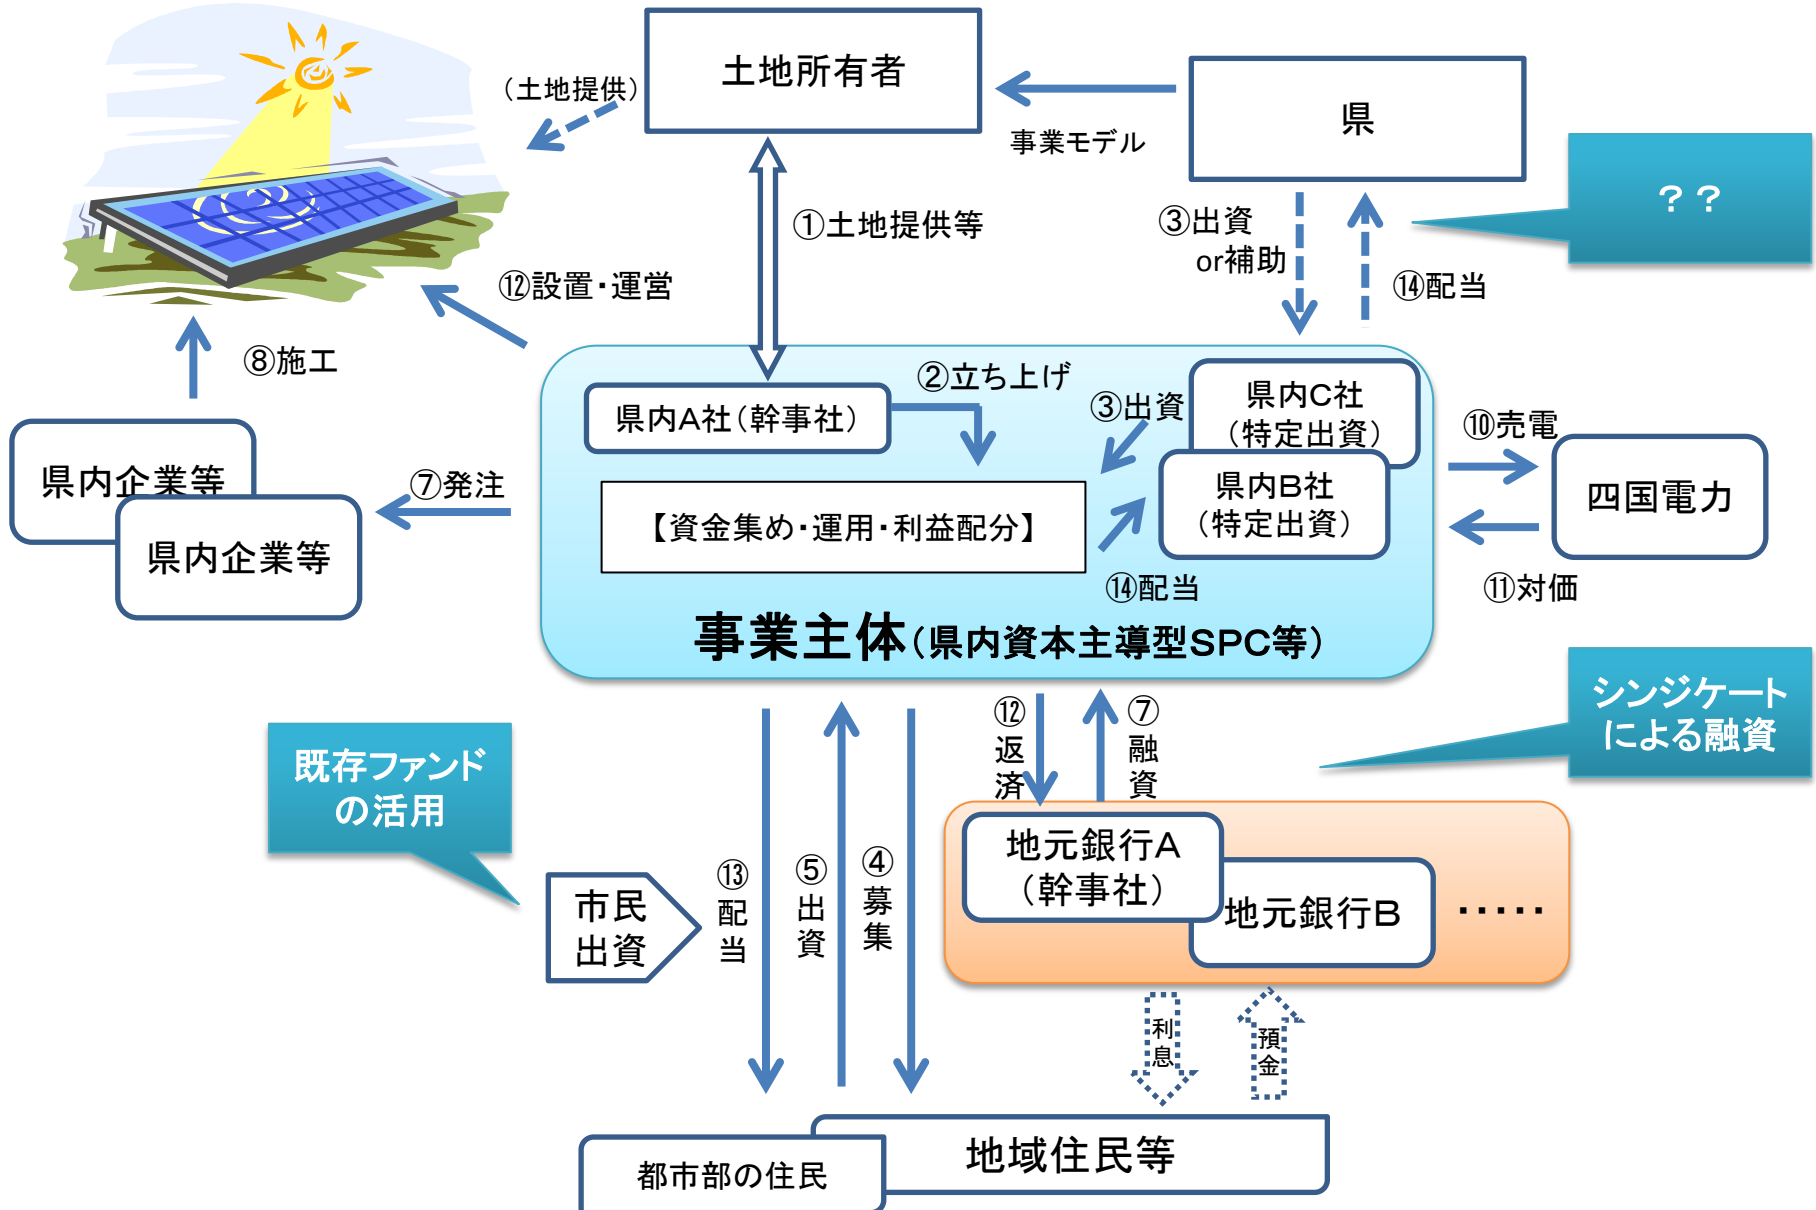 土地所有者
(土地提供)
県
事業モデル
？？
①土地提供等
③出資
or補助
⑭配当
⑫設置・運営
⑧施工
県内A社（幹事社）
②立ち上げ
③出資
県内C社
（特定出資）
県内B社
（特定出資）
⑩売電
四国電力
⑪対価
県内企業等
県内企業等
⑦発注
【資金集め・運用・利益配分】
⑭配当
事業主体（県内資本主導型SPC等）
シンジケート
による融資
既存ファンド
の活用
⑫返済
⑦融資
地元銀行A
（幹事社）
地元銀行B
・・・・・
市民
出資
⑬配当
⑤出資
④募集
利息
預金
地域住民等
都市部の住民